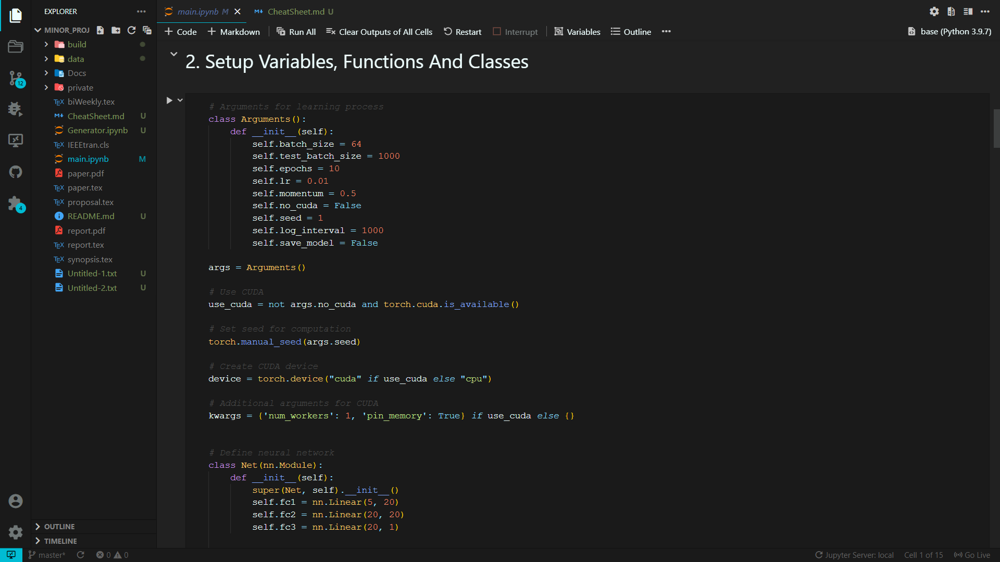 EXPLORER
main.ipynb M
CheatSheet.md U
MINOR_PROJ
Code
Markdown
Run All
Clear Outputs of All Cells
Restart
Interrupt
Variables
Outline
base (Python 3.9.7)
build
data
Docs
private
biWeekly.tex
CheatSheet.md U
Generator.ipynb U
IEEEtran.cls
main.ipynb M
paper.pdf
paper.tex
proposal.tex
README.md U
report.pdf
report.tex
synopsis.tex
Untitled-1.txt U
Untitled-2.txt U
12
4
2. Setup Variables, Functions And Classes
# Arguments for learning process
class Arguments():
    def __init__(self):
        self.batch_size = 64
        self.test_batch_size = 1000
        self.epochs = 10
        self.lr = 0.01
        self.momentum = 0.5
        self.no_cuda = False
        self.seed = 1
        self.log_interval = 1000
        self.save_model = False
args = Arguments()
# Use CUDA
use_cuda = not args.no_cuda and torch.cuda.is_available()
# Set seed for computation
torch.manual_seed(args.seed)
# Create CUDA device
device = torch.device("cuda" if use_cuda else "cpu")
# Additional arguments for CUDA
kwargs = {'num_workers': 1, 'pin_memory': True} if use_cuda else {}
# Define neural network
class Net(nn.Module):
    def __init__(self):
        super(Net, self).__init__()
        self.fc1 = nn.Linear(5, 20)
        self.fc2 = nn.Linear(20, 20)
        self.fc3 = nn.Linear(20, 1)
OUTLINE
TIMELINE
master*
0 0
Jupyter Server: local
Cell 1 of 15
Go Live